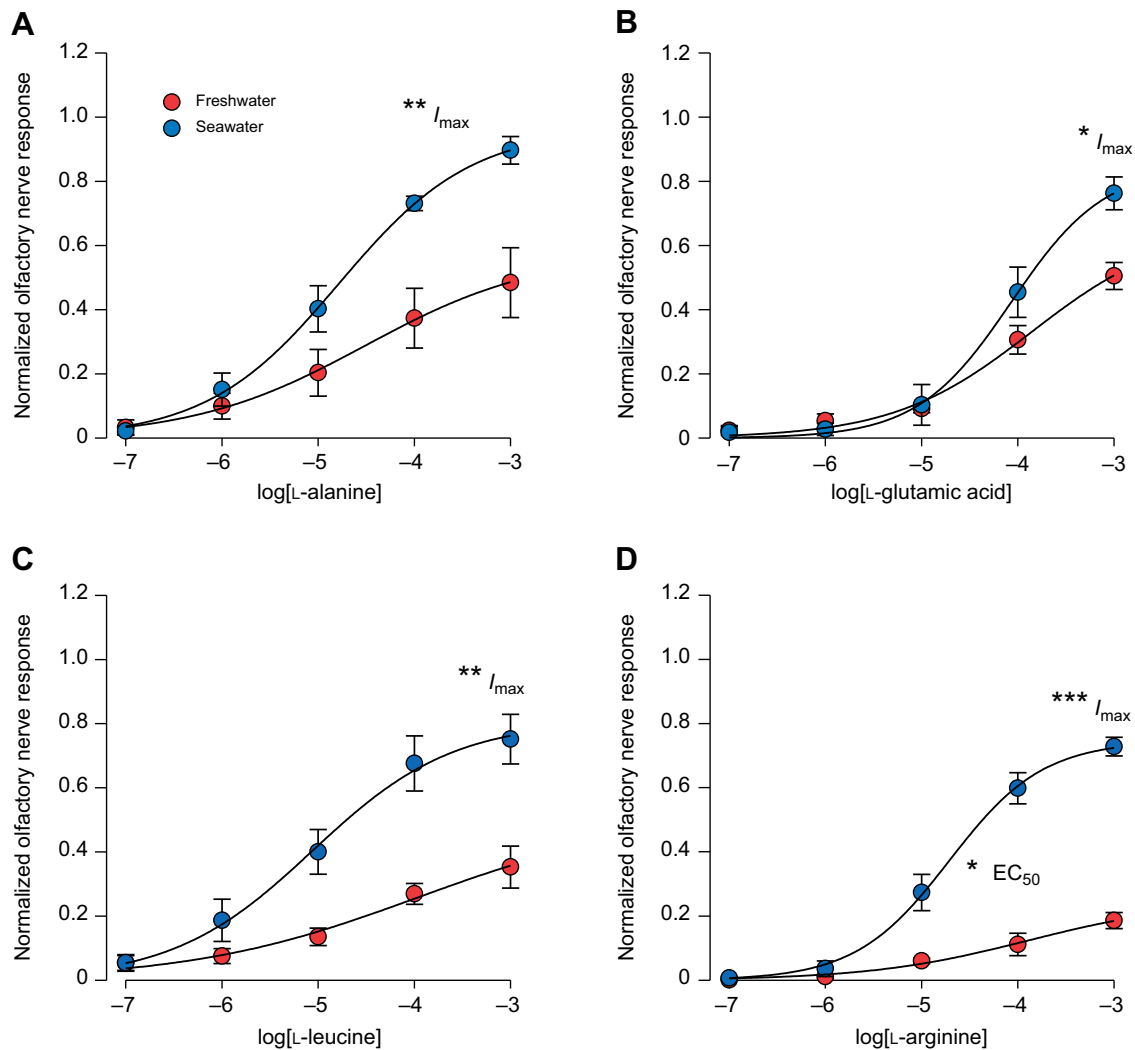 A
Normalized olfactory nerve response
1.2
1.0
0.8
0.6
0.4
0.2
0
Freshwater
Seawater
** Imax
–7 –6 –5 –4 –3
log[L-alanine]
B
Normalized olfactory nerve response
1.2
1.0
0.8
0.6
0.4
0.2
0
* Imax
–7 –6 –5 –4 –3
log[L-glutamic acid]
C
Normalized olfactory nerve response
1.2
1.0
0.8
0.6
0.4
0.2
0
** Imax
–7 –6 –5 –4 –3
log[L-leucine]
D
Normalized olfactory nerve response
1.2
1.0
0.8
0.6
0.4
0.2
0
*** Imax
* EC50
–7 –6 –5 –4 –3
log[L-arginine]